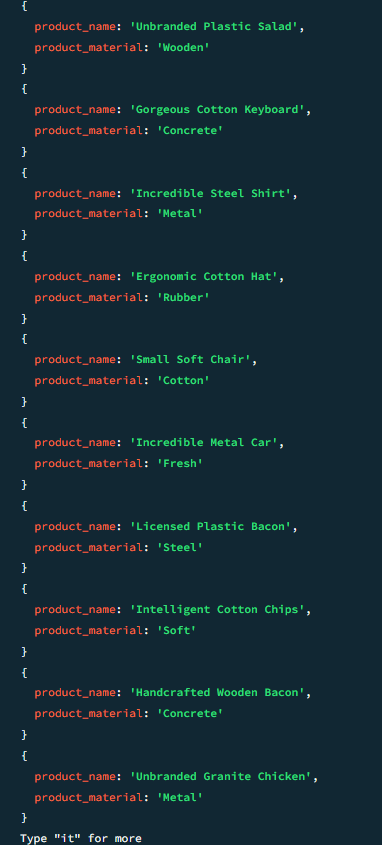 {
product_name: 'Unbranded Plastic Salad',
product_material: 'Wooden'
}
{
product_name: 'Gorgeous Cotton Keyboard',
product_material: 'Concrete'
}
{
product_name: 'Incredible Steel Shirt',
product_material: 'Metal'
}
{
product_name: 'Ergonomic Cotton Hat',
product_material: 'Rubber'
}
{
product_name: 'Small Soft Chair',
product_material: 'Cotton'
}
{
product_name: 'Incredible Metal Car',
product_material: 'Fresh'
}
{
product_name: 'Licensed Plastic Bacon',
product_material: 'Steel'
}
{
product_name: 'Intelligent Cotton Chips',
product_material: 'Soft'
}
{
product_name: 'Handcrafted Wooden Bacon',
product_material: 'Concrete'
}
{
product_name: 'Unbranded Granite Chicken',
product_material: 'Metal'
}
Type "it" for more